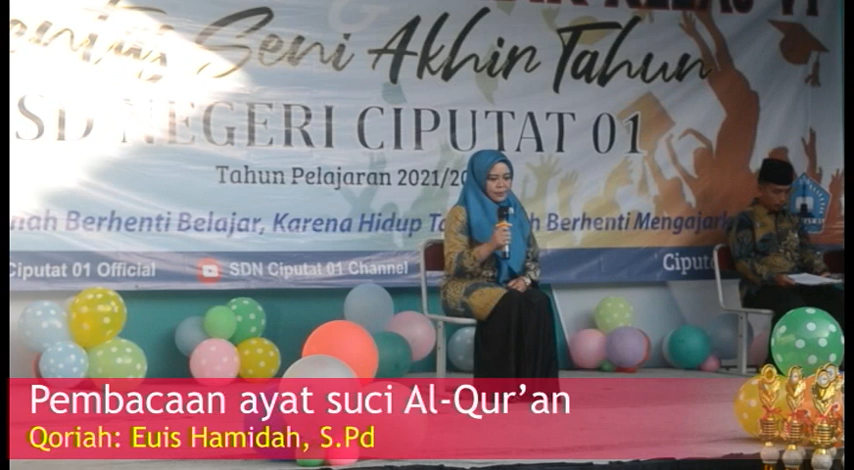 Seni Akhir Tahun
SD NEGERI CIPUTAT 01
Tahun Pelajaran 2021/20
Berhenti Belajar, Karena Hidup Berhenti
Ciputat 01 Official SDN Ciputat 01 Channel
Pembacaan ayat suci Al-Qur'an
Qoriah: Euis Hamidah, S.Pd